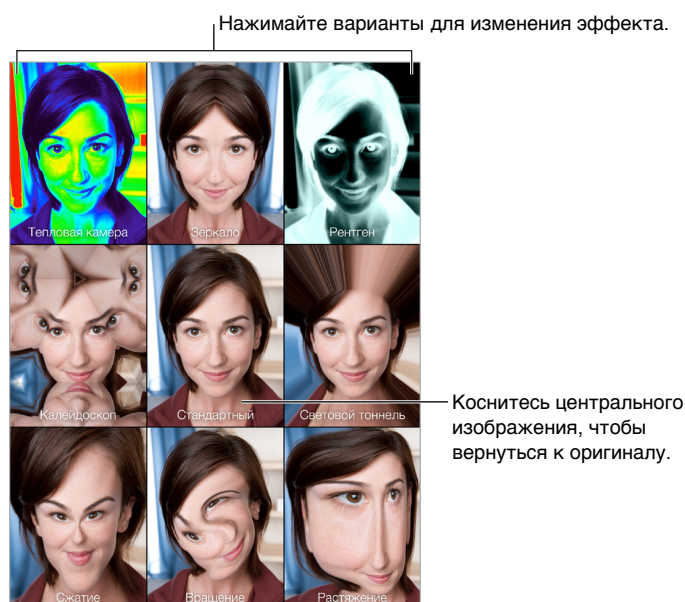 Нажимайте варианты для изменения эффекта.
Тепловая камера
Зеркало
Рентген
Калейдоскоп
Стандартный
Световой тоннель
Коснитесь центрального
изображения, чтобы
вернуться к оригиналу.
Сжатие
Вращение
Растяжение